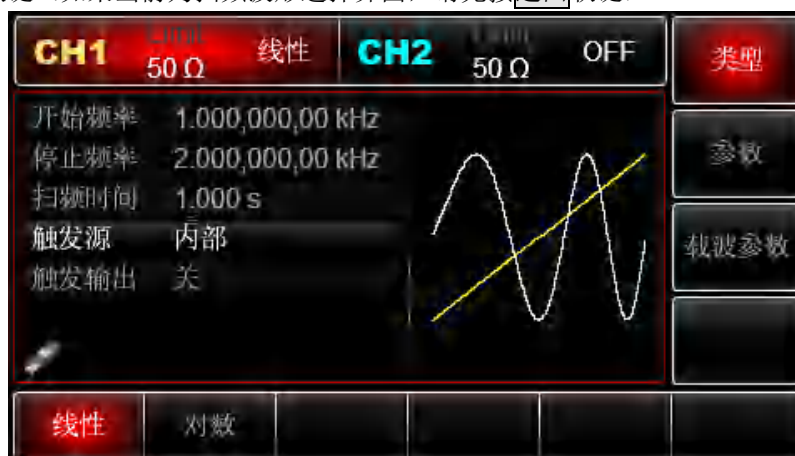 CH1 Limit 50 Ω 线性 CH2 Limit 50 Ω OFF 类型
开始频率 1.000,000,00 kHz
停止频率 2.000,000,00 kHz
扫频时间 1.000 s
触发源 内部
触发输出 关
参数
载波参数
线性 对数